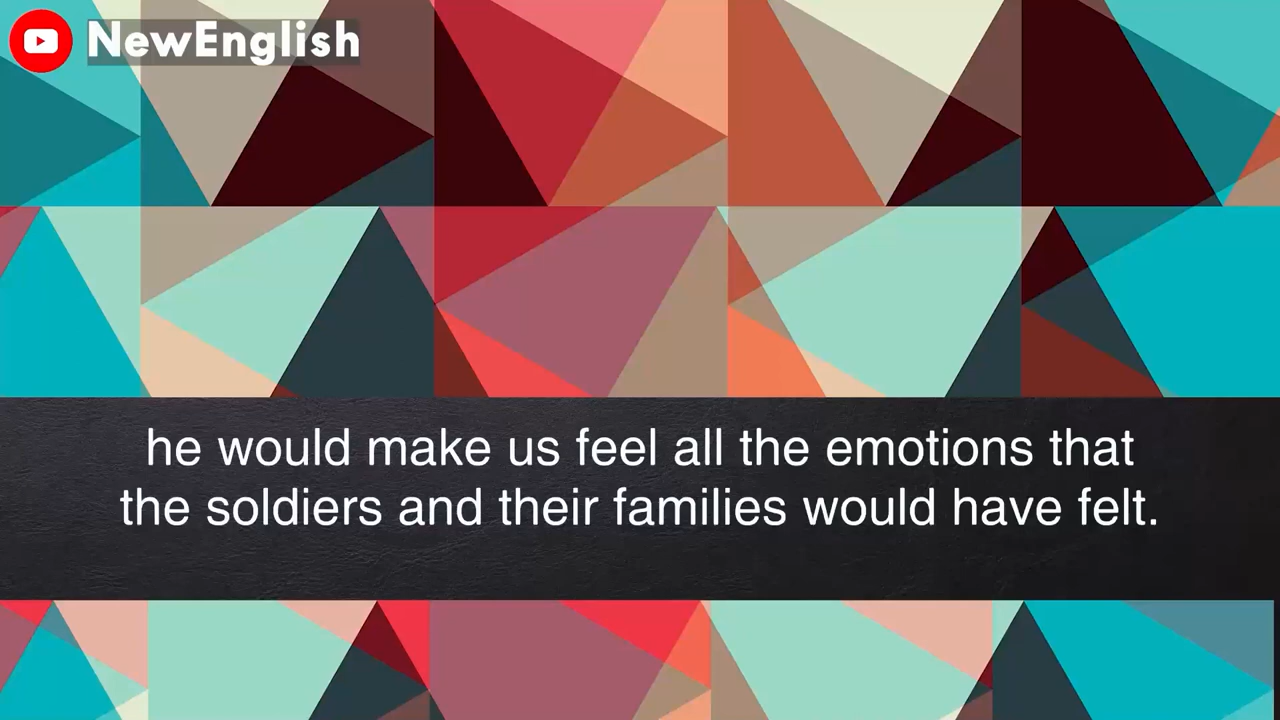 NewEnglish
he would make us feel all the emotions that
the soldiers and their families would have felt.